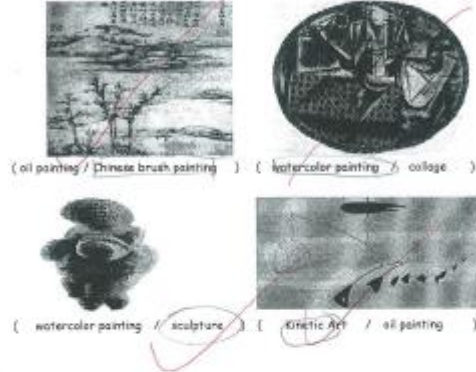 ( oil painting / Chinese brush painting ) ( watercolor painting / collage )
( watercolor painting / sculpture ) ( Kinetic Art / oil painting )